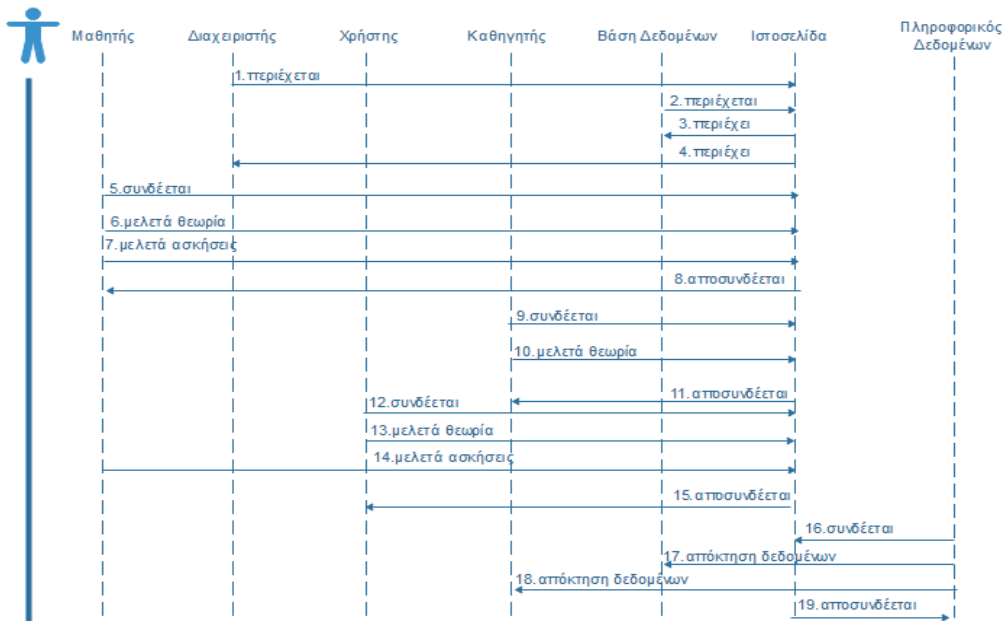 Μαθητής
Διαχειριστής
Χρήστης
Καθηγητής
Βάση Δεδομένων
Ιστοσελίδα
Πληροφορικός
Δεδομένων
1.περιέχεται
2.περιέχεται
3.περιέχει
4.περιέχει
5.συνδέεται
6.μελετά θεωρία
7.μελετά ασκήσεις
8.αποσυνδέεται
9.συνδέεται
10.μελετά θεωρία
11.αποσυνδέεται
12.συνδέεται
13.μελετά θεωρία
14.μελετά ασκήσεις
15.αποσυνδέεται
16.συνδέεται
17.απόκτηση δεδομένων
18.απόκτηση δεδομένων
19.αποσυνδέεται